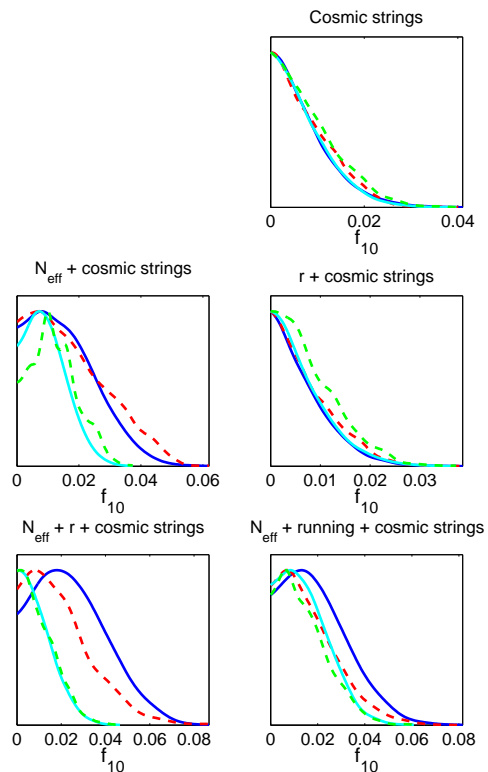 Cosmic strings
0 0.02 0.04
f10
Neff + cosmic strings
0 0.02 0.04 0.06
f10
r + cosmic strings
0 0.01 0.02 0.03
f10
Neff + r + cosmic strings
0 0.02 0.04 0.06 0.08
f10
Neff + running + cosmic strings
0 0.02 0.04 0.06 0.08
f10